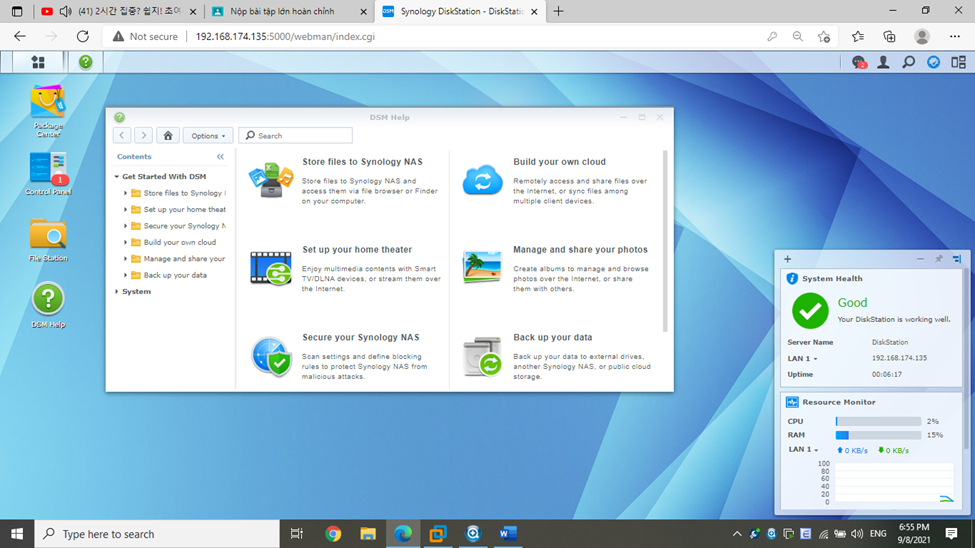 (41) 2시간 집중? 쉽지! 초여
Nộp bài tập lớn hoàn chỉnh
Synology DiskStation - DiskStatio
Not secure
192.168.174.135:5000/webman/index.cgi
2
Package
Center
1
Control Panel
File Station
DSM Help
DSM Help
Options
Search
Contents
Get Started With DSM
Store files to Synology I
Set up your home theat
Secure your Synology N
Build your own cloud
Manage and share your
Back up your data
System
Store files to Synology NAS
Store files to Synology NAS and
access them via file browser or Finder
on your computer.
Build your own cloud
Remotely access and share files over
the Internet, or sync files among
multiple client devices.
Set up your home theater
Enjoy multimedia contents with Smart
TV/DLNA devices, or stream them over
the Internet.
Manage and share your photos
Create albums to manage and browse
photos over the Internet, or share
them with others.
Secure your Synology NAS
Scan settings and define blocking
rules to protect Synology NAS from
malicious attacks.
Back up your data
Back up your data to external drives,
another Synology NAS, or public cloud
storage.
System Health
Good
Your DiskStation is working well.
Server Name DiskStation
LAN 1 192.168.174.135
Uptime 00:06:17
Resource Monitor
CPU 2%
RAM 15%
LAN 1 0 KB/s 0 KB/s
100
80
60
40
20
0
Type here to search
ENG
6:55 PM
9/8/2021